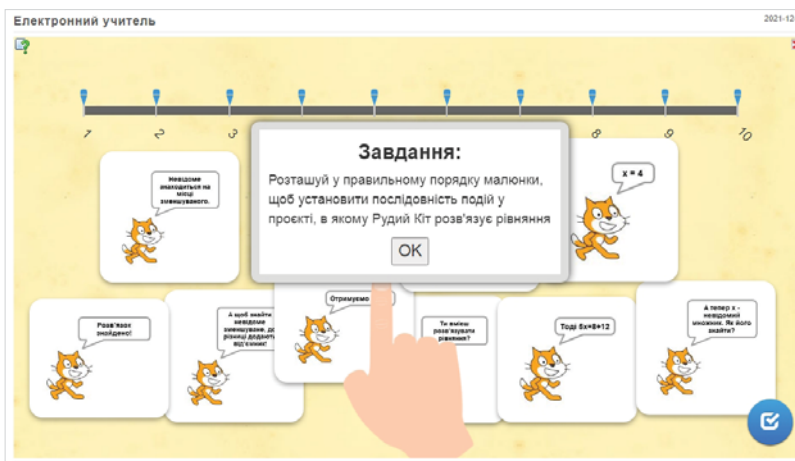 Електронний учитель
2021-12
1 2 3 8 9 10
Завдання:
Розташуй у правильному порядку малюнки,
щоб установити послідовність подій у
проєкті, в якому Рудий Кіт розв'язує рівняння
OK
Невідоме
знаходиться на
місці
зменшуваного.
x = 4
Розв'язок
знайдено!
А щоб знайти
невідоме
зменшуване, до
різниці додають
від'ємник!
Отримуємо
Ти вмієш
розв'язувати
рівняння?
Тоді 6x=8+12
А тепер x -
невідомий
множник. Як його
знайти?